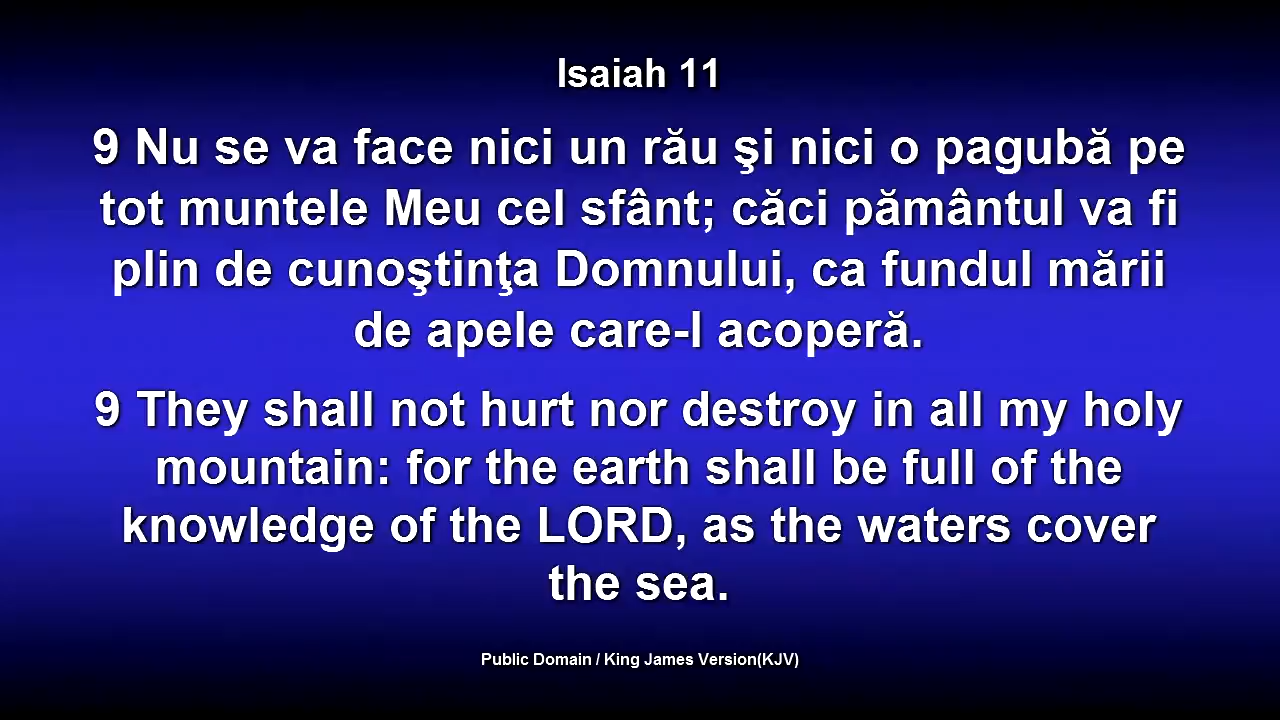 Isaiah 11
9 Nu se va face nici un rău şi nici o pagubă pe
tot muntele Meu cel sfânt; căci pământul va fi
plin de cunoştinţa Domnului, ca fundul mării
de apele care-l acoperă.
9 They shall not hurt nor destroy in all my holy
mountain: for the earth shall be full of the
knowledge of the LORD, as the waters cover
the sea.
Public Domain / King James Version(KJV)